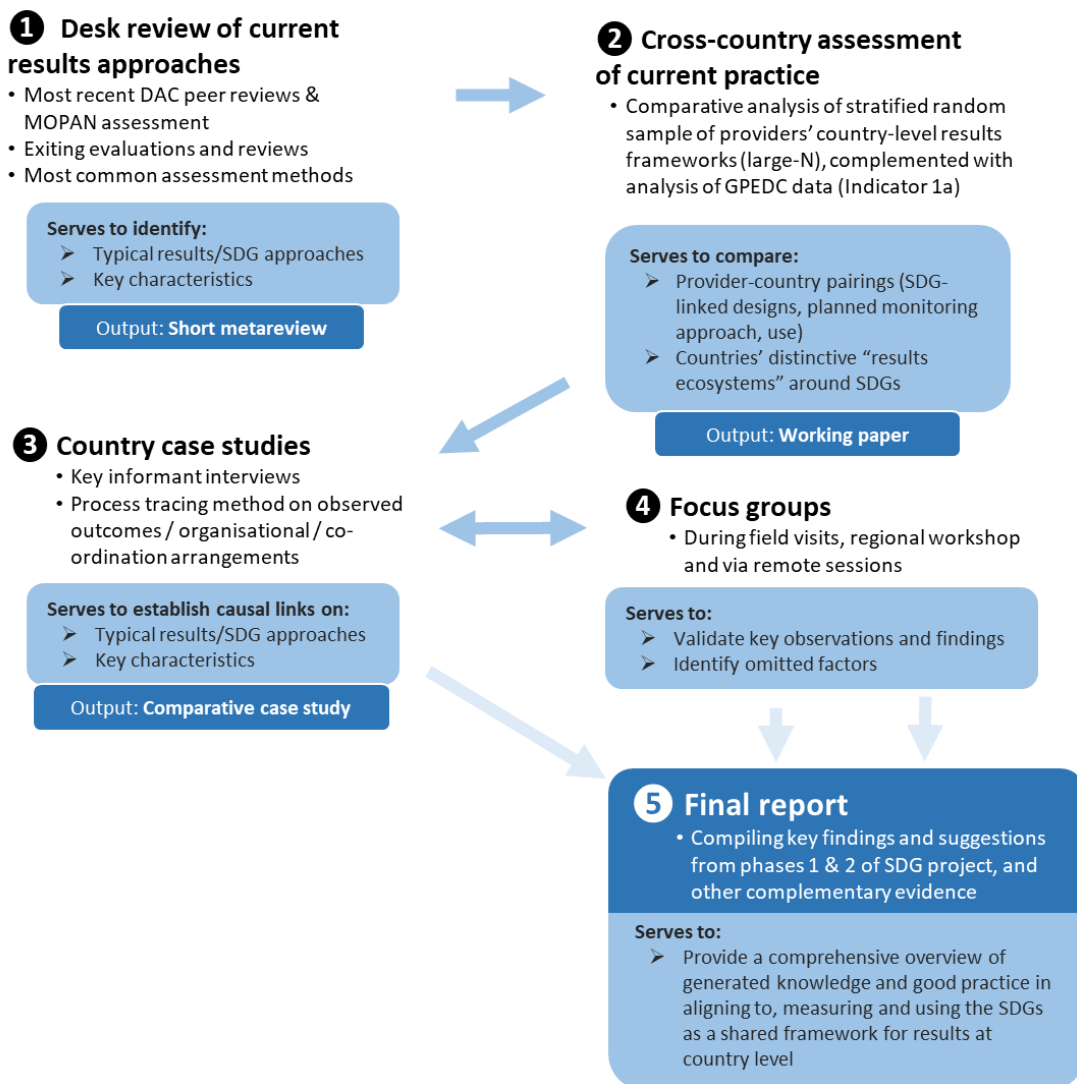 ❶ Desk review of current
results approaches
• Most recent DAC peer reviews &
MOPAN assessment
• Exiting evaluations and reviews
• Most common assessment methods
Serves to identify:
➢ Typical results/SDG approaches
➢ Key characteristics
Output: Short metareview
❷ Cross-country assessment
of current practice
• Comparative analysis of stratified random
sample of providers’ country-level results
frameworks (large-N), complemented with
analysis of GPEDC data (Indicator 1a)
Serves to compare:
➢ Provider-country pairings (SDG-
linked designs, planned monitoring
approach, use)
➢ Countries’ distinctive “results
ecosystems” around SDGs
Output: Working paper
❸ Country case studies
• Key informant interviews
• Process tracing method on observed
outcomes / organisational / co-
ordination arrangements
Serves to establish causal links on:
➢ Typical results/SDG approaches
➢ Key characteristics
Output: Comparative case study
❹ Focus groups
• During field visits, regional workshop
and via remote sessions
Serves to:
➢ Validate key observations and findings
➢ Identify omitted factors
❺ Final report
• Compiling key findings and suggestions
from phases 1 & 2 of SDG project, and
other complementary evidence
Serves to:
➢ Provide a comprehensive overview of
generated knowledge and good practice in
aligning to, measuring and using the SDGs
as a shared framework for results at
country level